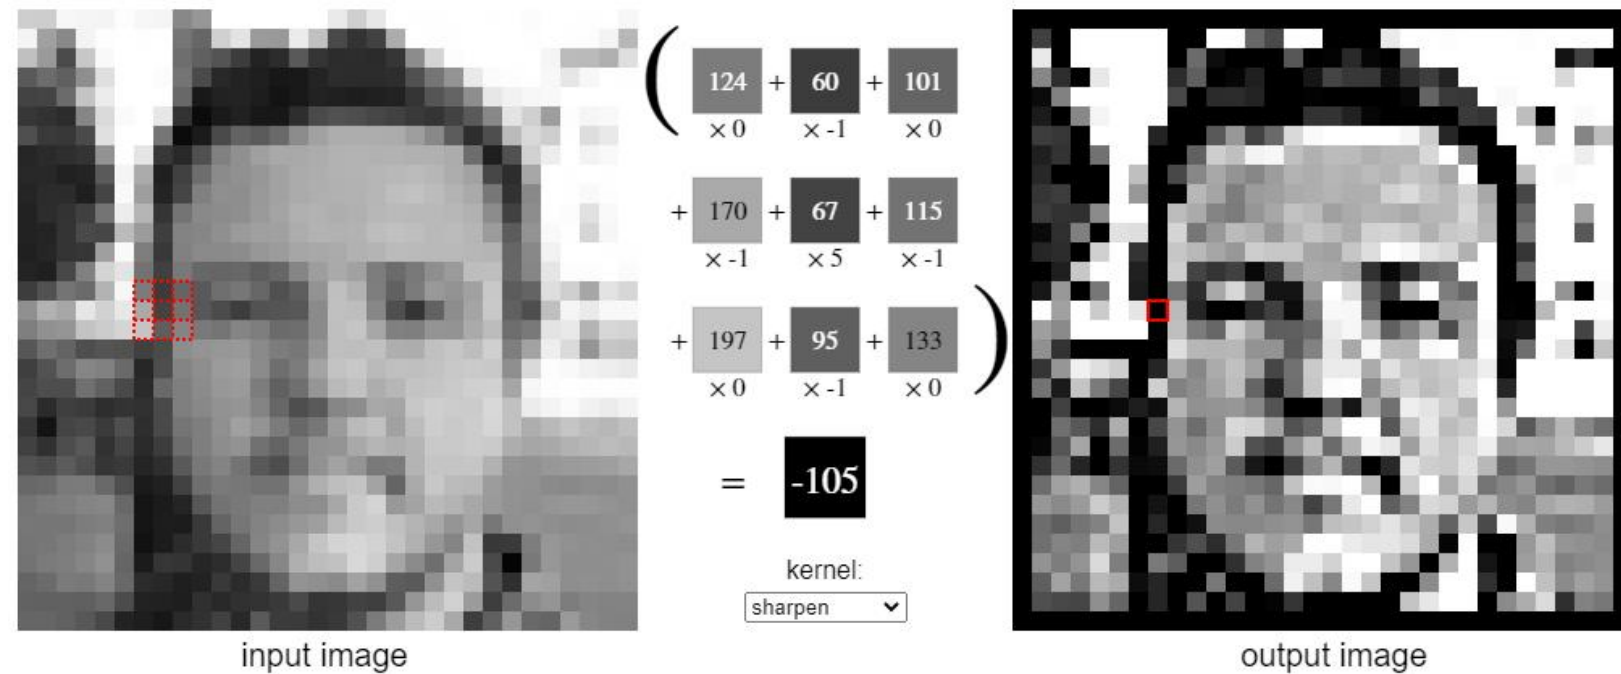 ( 124 + 60 + 101
× 0 × -1 × 0
+ 170 + 67 + 115
× -1 × 5 × -1
+ 197 + 95 + 133 )
× 0 × -1 × 0
= -105
kernel:
sharpen
input image
output image